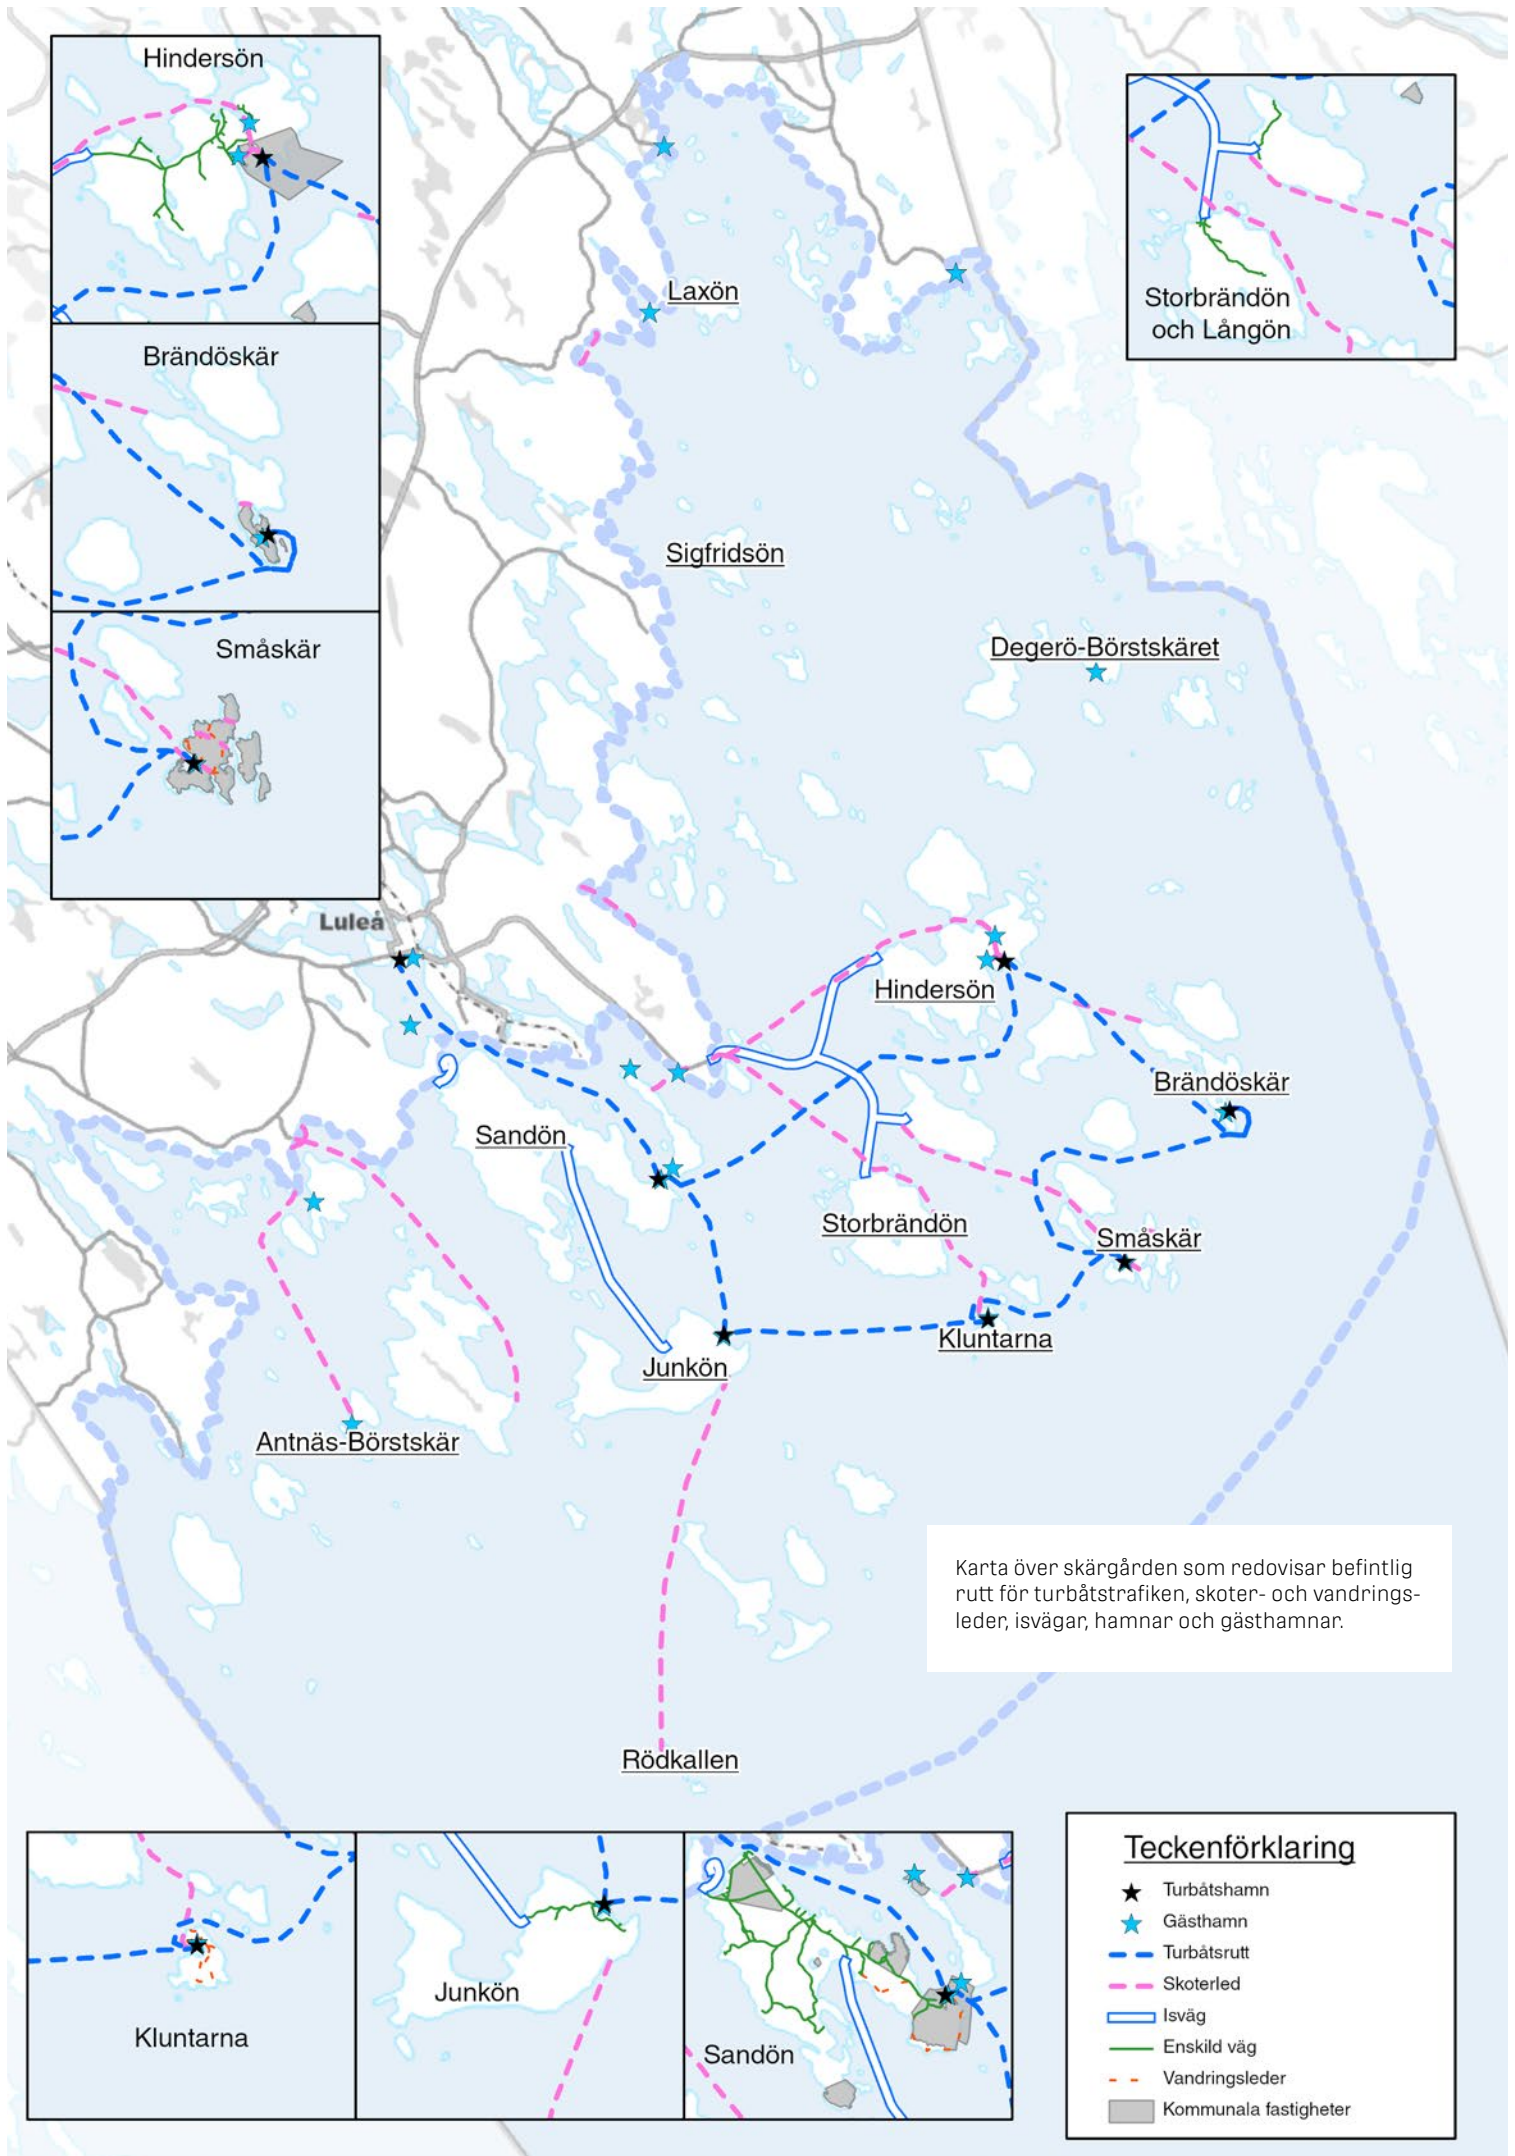 Hindersön
Brändöskär
Småskär
Storbrändön
och Långön
Laxön
Sigfridsön
Degerö-Börstskäret
Luleå
Hindersön
Brändöskär
Sandön
Storbrändön
Småskär
Kluntarna
Junkön
Antnäs-Börstskär
Karta över skärgården som redovisar befintlig
rutt för turbåtstrafiken, skoter- och vandrings-
leder, isvägar, hamnar och gästhamnar.
Rödkallen
Kluntarna
Junkön
Sandön
Teckenförklaring
Turbåtshamn
Gästhamn
Turbåtsrutt
Skoterled
Isväg
Enskild väg
Vandringsleder
Kommunala fastigheter